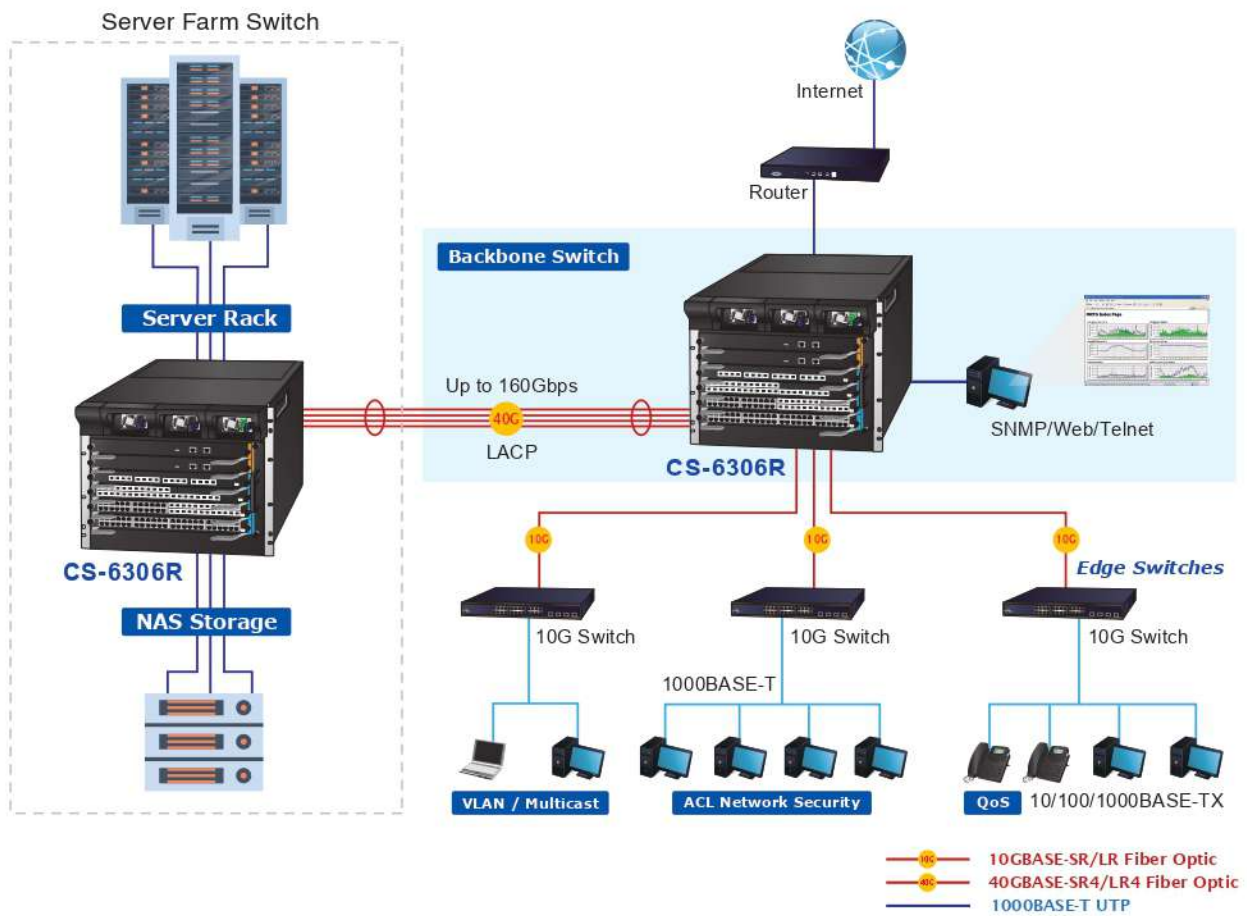 Server Farm Switch
Internet
Router
Backbone Switch
Server Rack
Up to 160Gbps
40G
LACP
SNMP/Web/Telnet
CS-6306R
CS-6306R
10G
10G
10G
Edge Switches
NAS Storage
10G Switch
10G Switch
10G Switch
1000BASE-T
VLAN / Multicast
ACL Network Security
QoS
10/100/1000BASE-TX
10G
10GBASE-SR/LR Fiber Optic
40G
40GBASE-SR4/LR4 Fiber Optic
1000BASE-T UTP